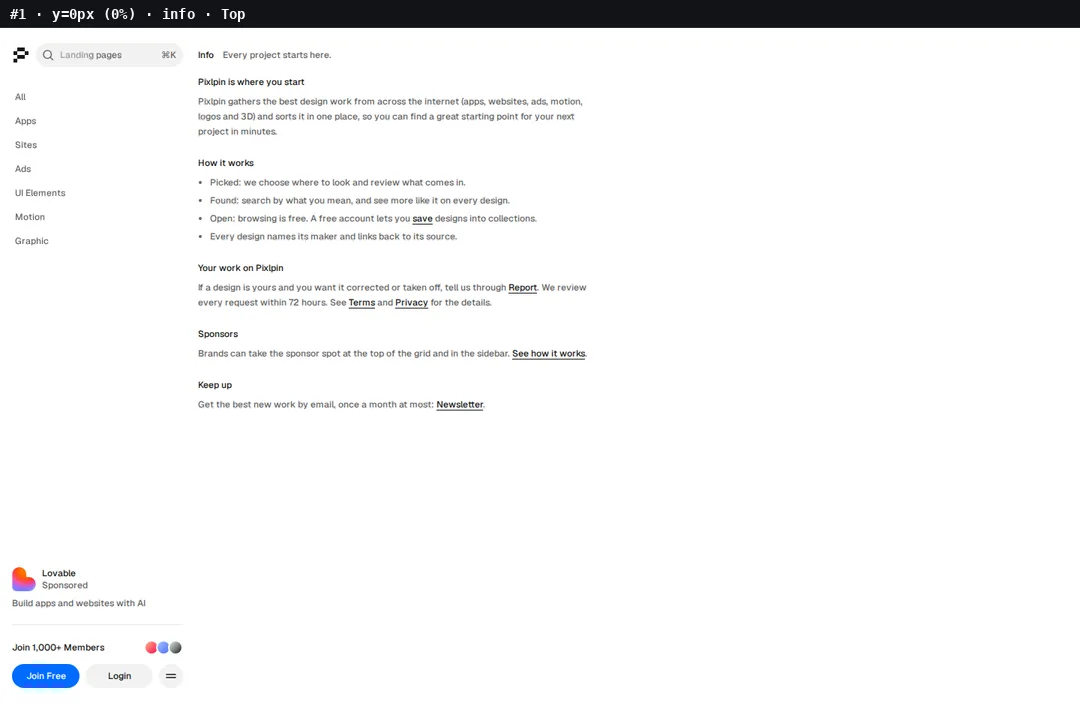 #1 · y=0px (0%) · info · Top
Landing pages
⌘K
All
Apps
Sites
Ads
UI Elements
Motion
Graphic
Lovable
Sponsored
Build apps and websites with AI
Join 1,000+ Members
Join Free
Login
Info Every project starts here.
Pixlpin is where you start
Pixlpin gathers the best design work from across the internet (apps, websites, ads, motion,
logos and 3D) and sorts it in one place, so you can find a great starting point for your next
project in minutes.
How it works
• Picked: we choose where to look and review what comes in.
• Found: search by what you mean, and see more like it on every design.
• Open: browsing is free. A free account lets you save designs into collections.
• Every design names its maker and links back to its source.
Your work on Pixlpin
If a design is yours and you want it corrected or taken off, tell us through Report. We review
every request within 72 hours. See Terms and Privacy for the details.
Sponsors
Brands can take the sponsor spot at the top of the grid and in the sidebar. See how it works.
Keep up
Get the best new work by email, once a month at most: Newsletter.